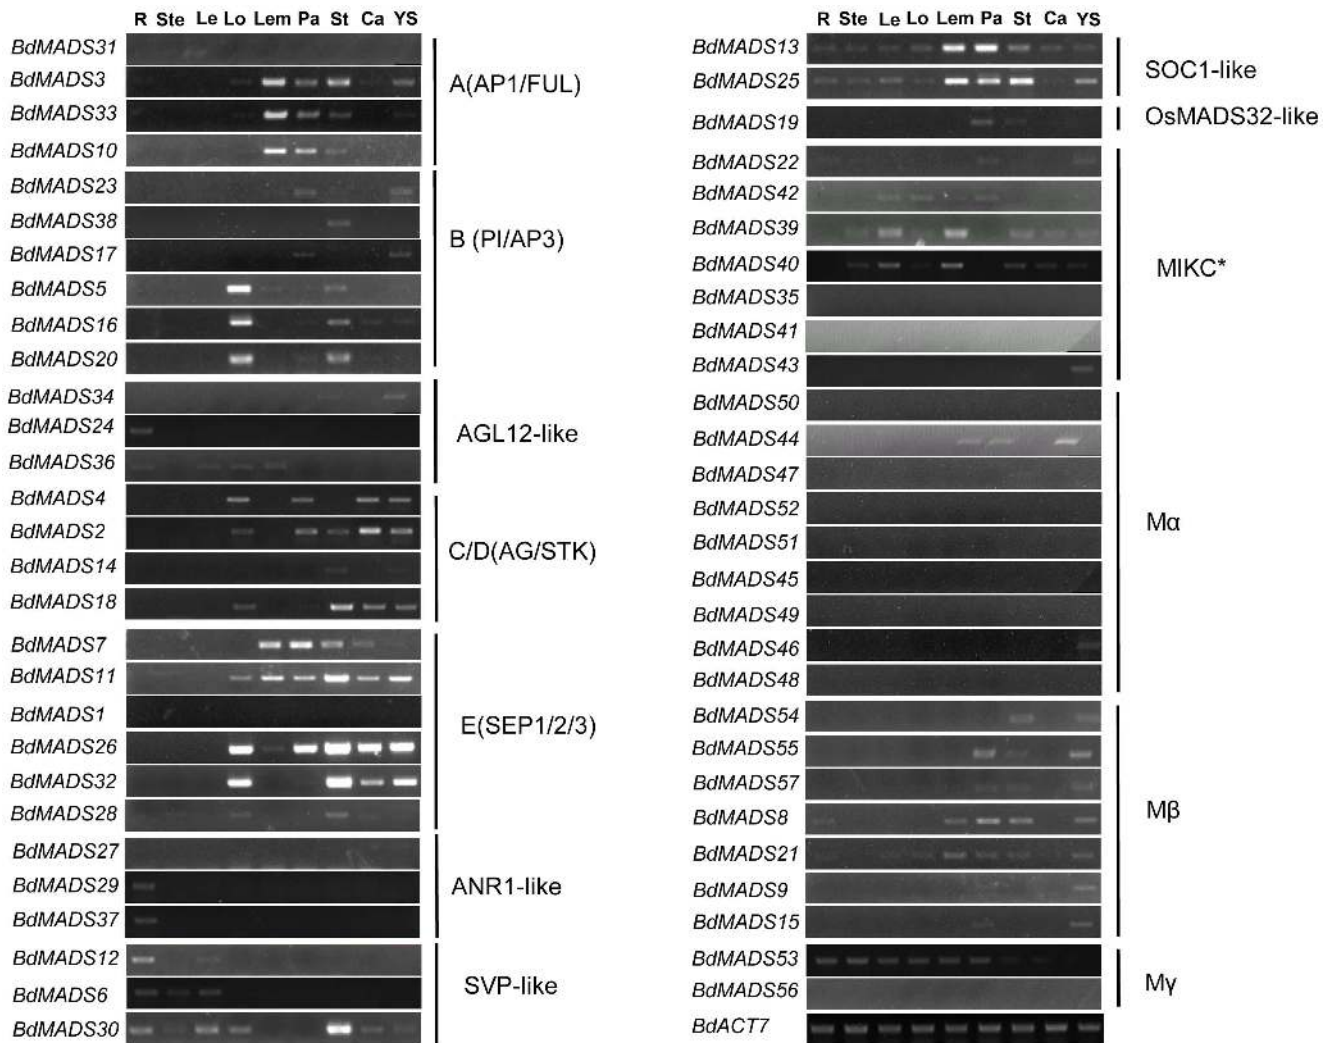 R Ste Le Lo Lem Pa St Ca YS
BdMADS31
BdMADS3
BdMADS33
BdMADS10
A(AP1/FUL)
BdMADS23
BdMADS38
BdMADS17
BdMADS5
BdMADS16
BdMADS20
B (PI/AP3)
BdMADS34
BdMADS24
BdMADS36
AGL12-like
BdMADS4
BdMADS2
BdMADS14
BdMADS18
C/D(AG/STK)
BdMADS7
BdMADS11
BdMADS1
BdMADS26
BdMADS32
BdMADS28
E(SEP1/2/3)
BdMADS27
BdMADS29
BdMADS37
ANR1-like
BdMADS12
BdMADS6
BdMADS30
SVP-like
R Ste Le Lo Lem Pa St Ca YS
BdMADS13
BdMADS25
SOC1-like
BdMADS19
OsMADS32-like
BdMADS22
BdMADS42
BdMADS39
BdMADS40
BdMADS35
BdMADS41
BdMADS43
MIKC*
BdMADS50
BdMADS44
BdMADS47
BdMADS52
BdMADS51
BdMADS45
BdMADS49
BdMADS46
BdMADS48
Mα
BdMADS54
BdMADS55
BdMADS57
BdMADS8
BdMADS21
BdMADS9
BdMADS15
Mβ
BdMADS53
BdMADS56
Mγ
BdACT7